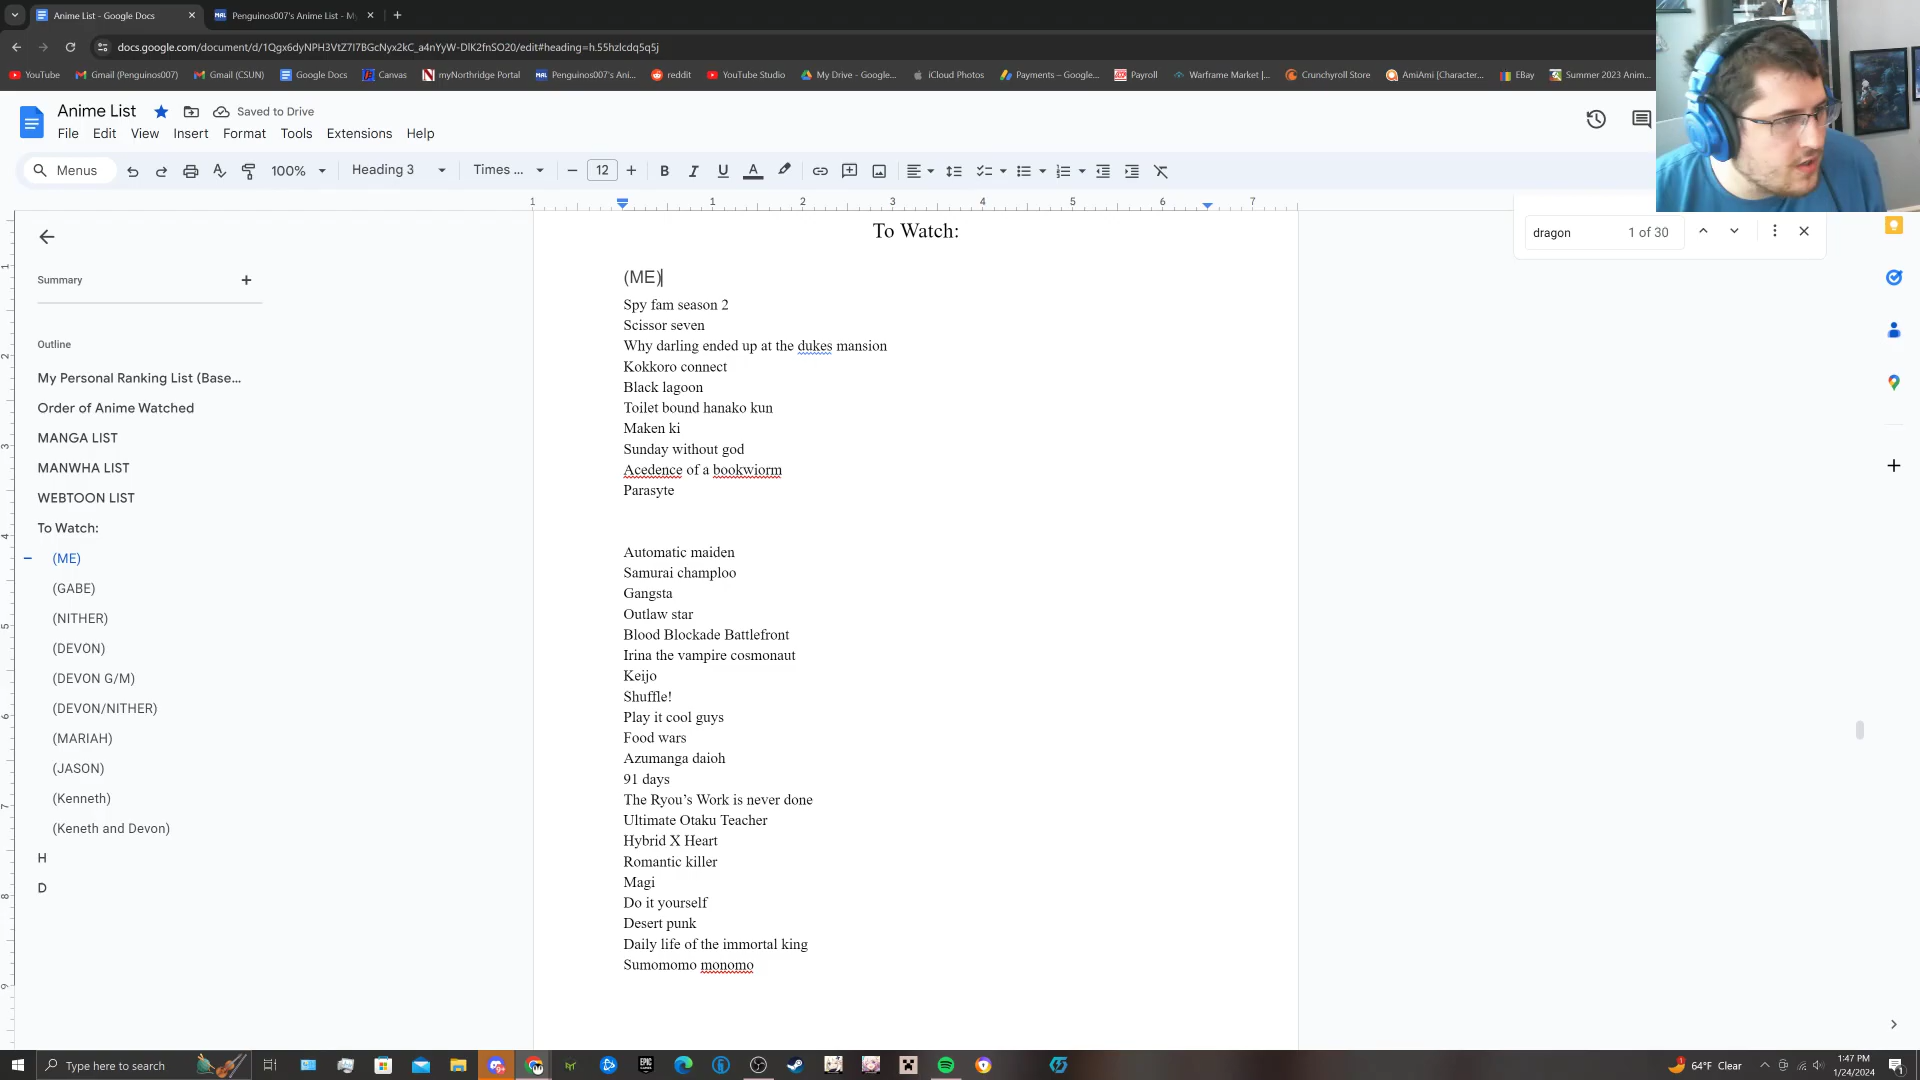 Anime List - Google Docs
Penguinos007's Anime List - My
docs.google.com/document/d/1Qgx6dyNPH3VtZ7I7BGcNyx2kC_a4nYyW-DlK2fnSO20/edit#heading=h.55hzlcdq5q5j
YouTube
Gmail (Penguinos007)
Gmail (CSUN)
Google Docs
Canvas
myNorthridge Portal
Penguinos007's Ani...
reddit
YouTube Studio
My Drive - Google...
iCloud Photos
Payments – Google...
Payroll
Warframe Market |...
Crunchyroll Store
AmiAmi [Character...
EBay
Summer 2023 Anim...
Anime List
Saved to Drive
File Edit View Insert Format Tools Extensions Help
Menus
100%
Heading 3
Times ...
12
dragon
1 of 30
Summary
Outline
My Personal Ranking List (Base...
Order of Anime Watched
MANGA LIST
MANWHA LIST
WEBTOON LIST
To Watch:
(ME)
(GABE)
(NITHER)
(DEVON)
(DEVON G/M)
(DEVON/NITHER)
(MARIAH)
(JASON)
(Kenneth)
(Keneth and Devon)
H
D
To Watch:
(ME)
Spy fam season 2
Scissor seven
Why darling ended up at the dukes mansion
Kokkoro connect
Black lagoon
Toilet bound hanako kun
Maken ki
Sunday without god
Acedence of a bookwiorm
Parasyte
Automatic maiden
Samurai champloo
Gangsta
Outlaw star
Blood Blockade Battlefront
Irina the vampire cosmonaut
Keijo
Shuffle!
Play it cool guys
Food wars
Azumanga daioh
91 days
The Ryou’s Work is never done
Ultimate Otaku Teacher
Hybrid X Heart
Romantic killer
Magi
Do it yourself
Desert punk
Daily life of the immortal king
Sumomomo monomo
Type here to search
64°F Clear
1:47 PM
1/24/2024